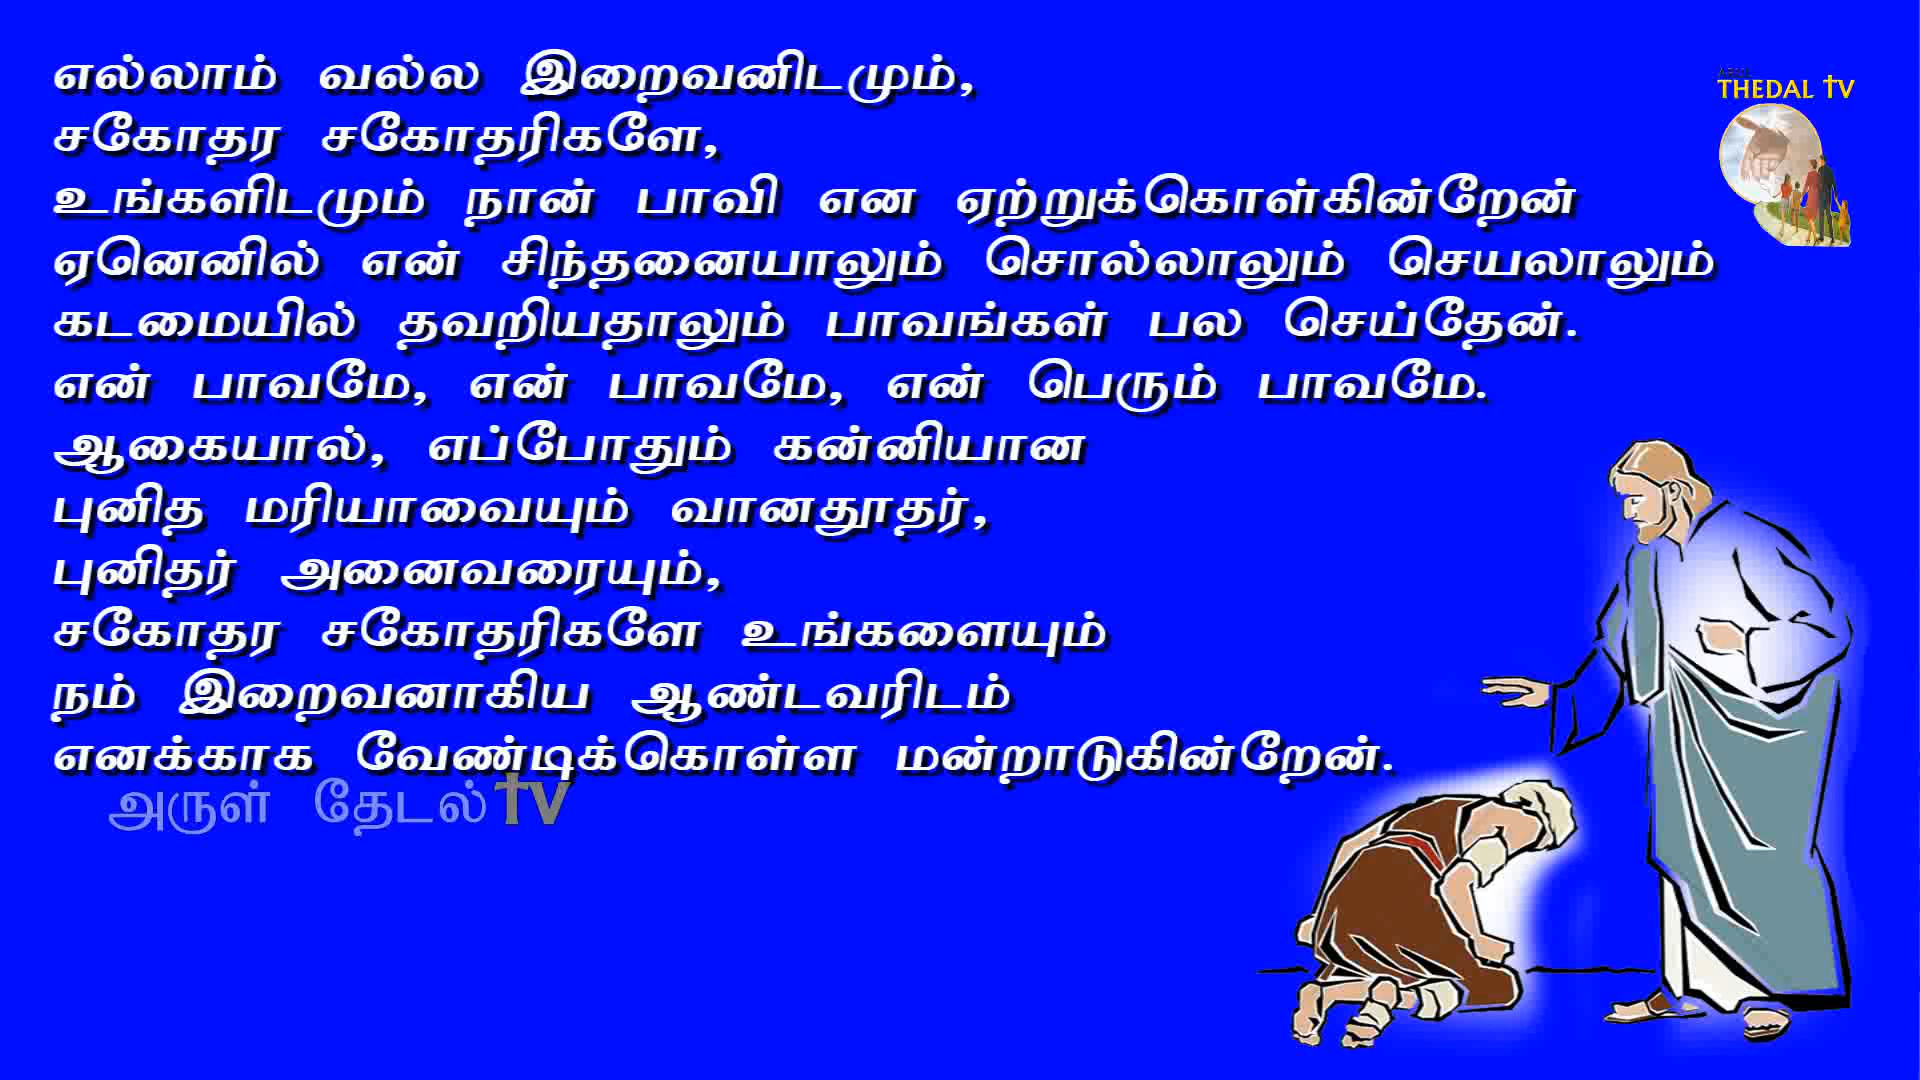 எல்லாம் வல்ல இறைவனிடமும்,
சகோதர சகோதரிகளே,
உங்களிடமும் நான் பாவி என ஏற்றுக்கொள்கின்றேன்
ஏனெனில் என் சிந்தனையாலும் சொல்லாலும் செயலாலும்
கடமையில் தவறியதாலும் பாவங்கள் பல செய்தேன்.
என் பாவமே, என் பாவமே, என் பெரும் பாவமே.
ஆகையால், எப்போதும் கன்னியான
புனித மரியாவையும் வானதூதர்,
புனிதர் அனைவரையும்,
சகோதர சகோதரிகளே உங்களையும்
நம் இறைவனாகிய ஆண்டவரிடம்
எனக்காக வேண்டிக்கொள்ள மன்றாடுகின்றேன்.
அருள் தேடல் TV
THEDAL TV